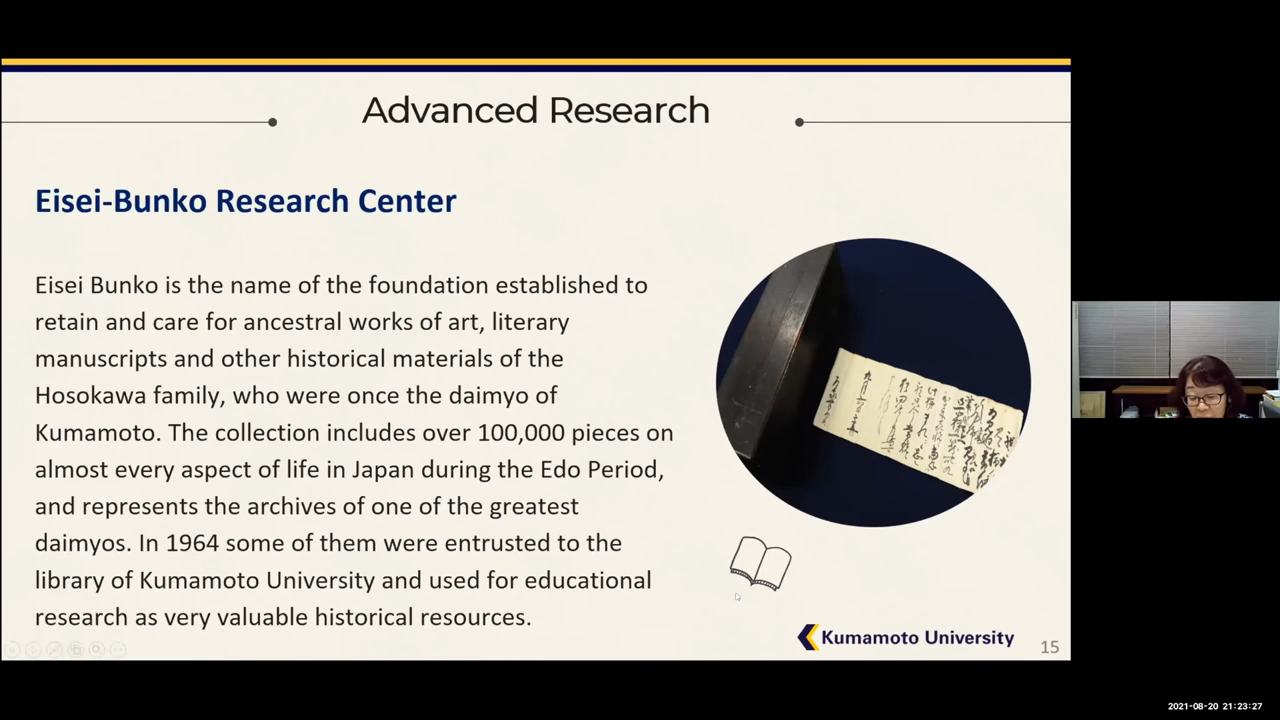 Advanced Research
Eisei-Bunko Research Center
Eisei Bunko is the name of the foundation established to
retain and care for ancestral works of art, literary
manuscripts and other historical materials of the
Hosokawa family, who were once the daimyo of
Kumamoto. The collection includes over 100,000 pieces on
almost every aspect of life in Japan during the Edo Period,
and represents the archives of one of the greatest
daimyos. In 1964 some of them were entrusted to the
library of Kumamoto University and used for educational
research as very valuable historical resources.
Kumamoto University
15
2021-08-20 21:23:27